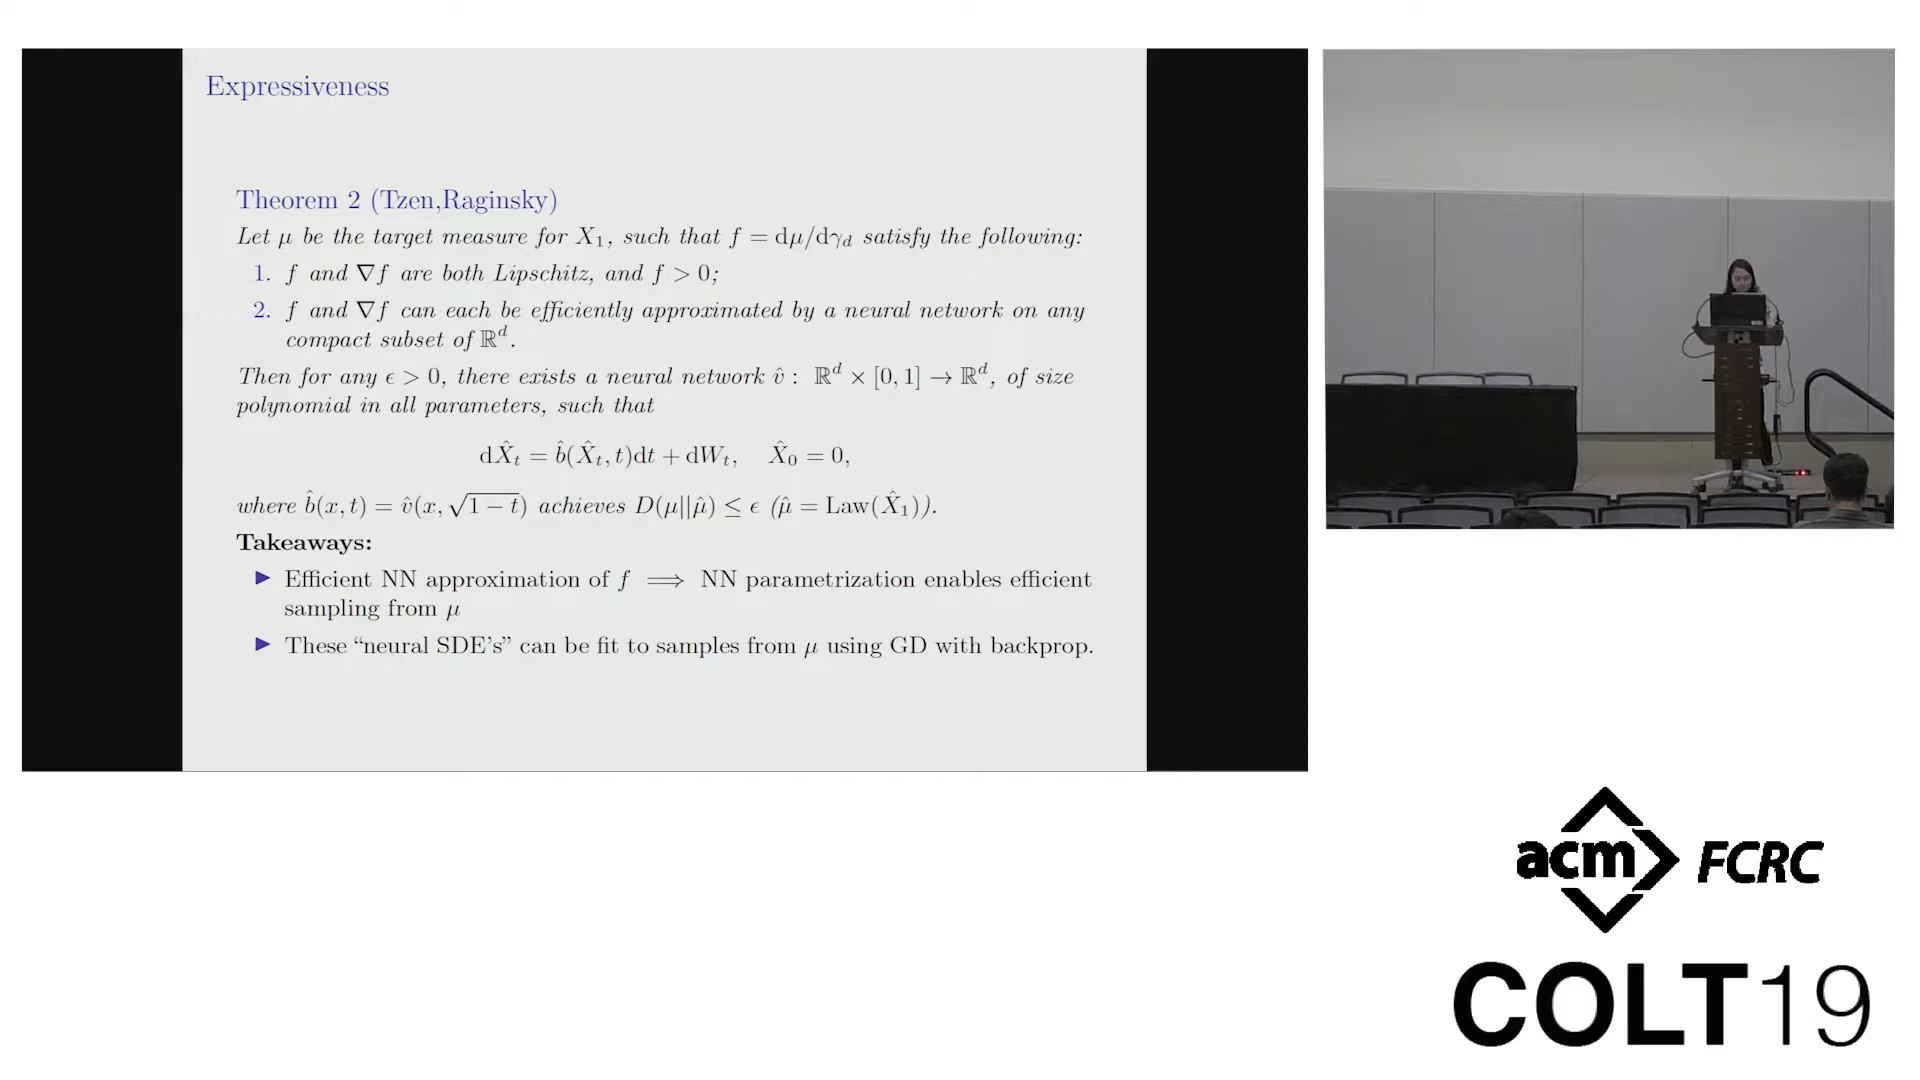 Expressiveness
Theorem 2 (Tzen,Raginsky)
Let μ be the target measure for X₁, such that f = dμ/dγ_d satisfy the following:
1. f and ∇f are both Lipschitz, and f > 0;
2. f and ∇f can each be efficiently approximated by a neural network on any
compact subset of ℝ^d.
Then for any ϵ > 0, there exists a neural network v̂ : ℝ^d × [0, 1] → ℝ^d, of size
polynomial in all parameters, such that
dX̂_t = b̂(X̂_t, t)dt + dW_t, X̂₀ = 0,
where b̂(x, t) = v̂(x, √(1 − t)) achieves D(μ||μ̂) ≤ ϵ (μ̂ = Law(X̂₁)).
Takeaways:
▶ Efficient NN approximation of f ⟹ NN parametrization enables efficient
sampling from μ
▶ These “neural SDE’s” can be fit to samples from μ using GD with backprop.
acm FCRC
COLT19